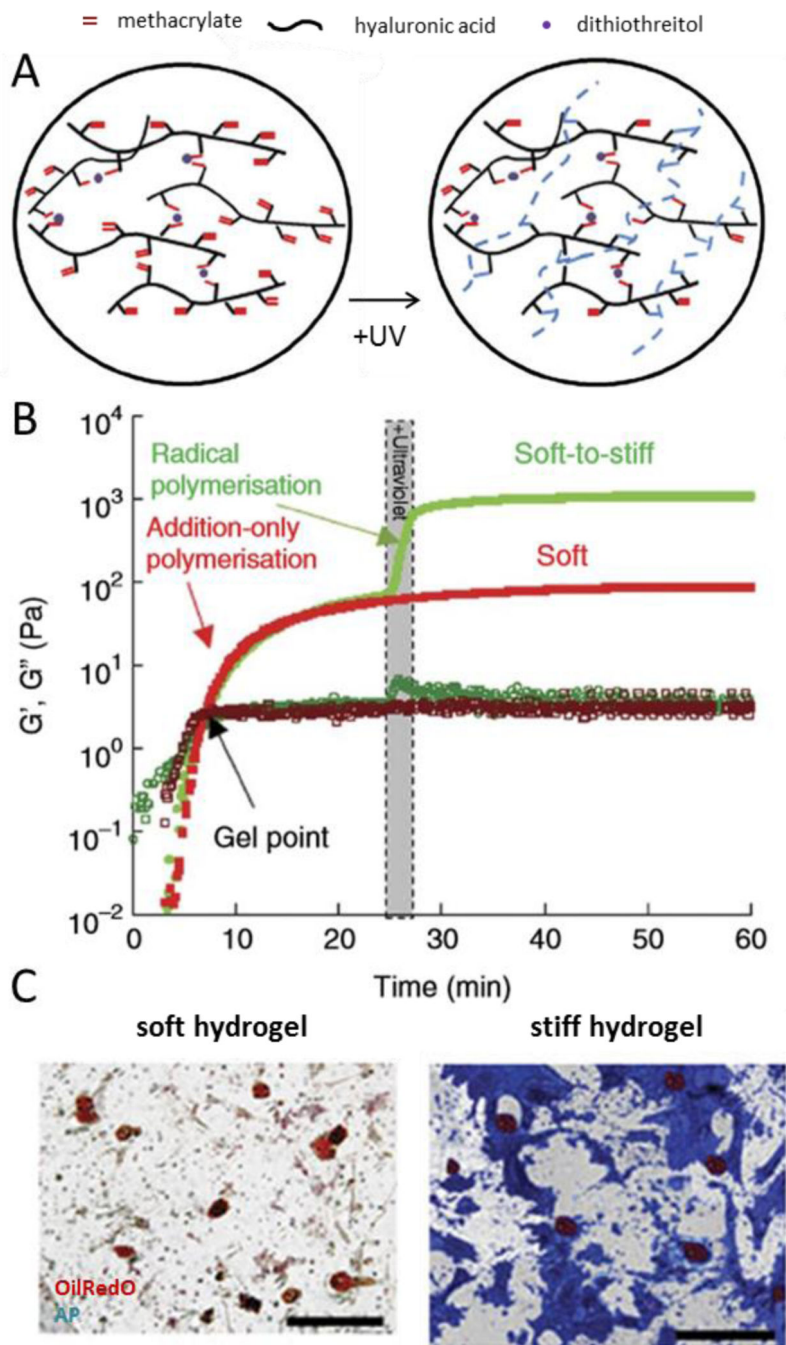 = methacrylate hyaluronic acid • dithiothreitol
A
+UV
B
10⁴
10³
10²
10¹
10⁰
10⁻¹
10⁻²
G', G" (Pa)
Radical
polymerisation
Addition-only
polymerisation
+Ultraviolet
Soft-to-stiff
Soft
Gel point
0 10 20 30 40 50 60
Time (min)
C
soft hydrogel stiff hydrogel
OilRedO
AP